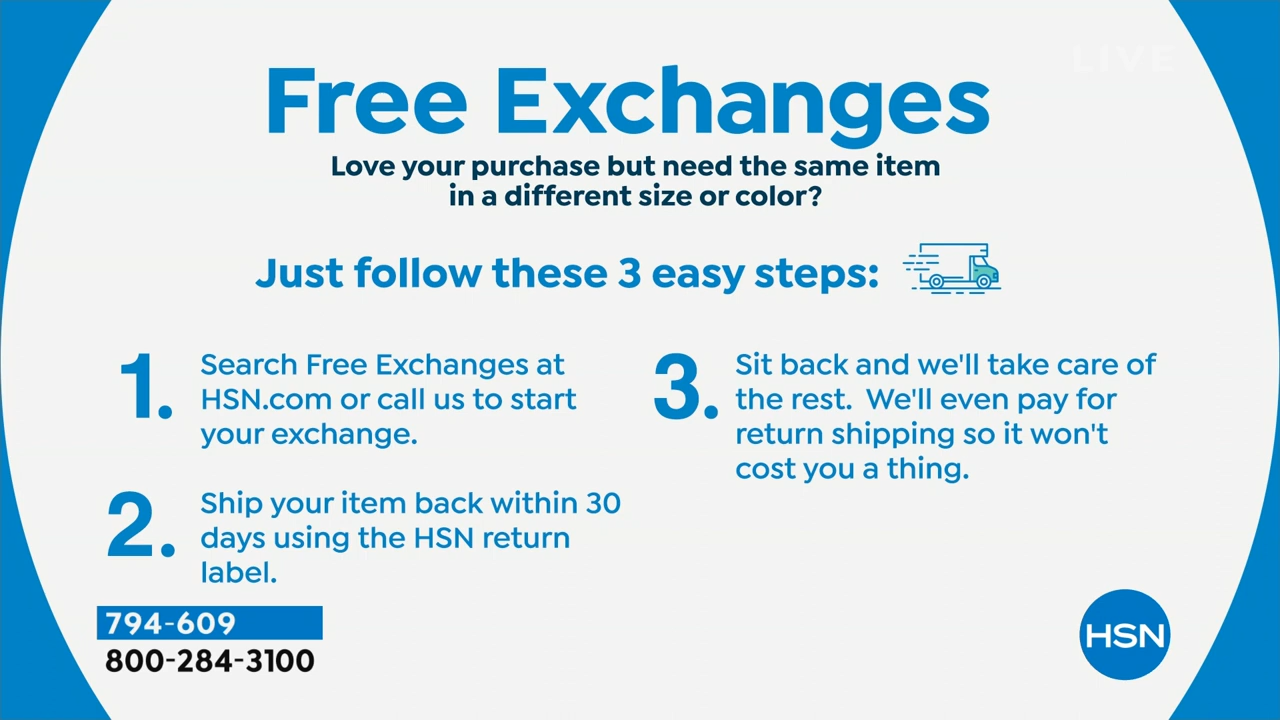 LIVE
Free Exchanges
Love your purchase but need the same item
in a different size or color?
Just follow these 3 easy steps:
1. Search Free Exchanges at
HSN.com or call us to start
your exchange.
2. Ship your item back within 30
days using the HSN return
label.
3. Sit back and we'll take care of
the rest. We'll even pay for
return shipping so it won't
cost you a thing.
794-609
800-284-3100
HSN